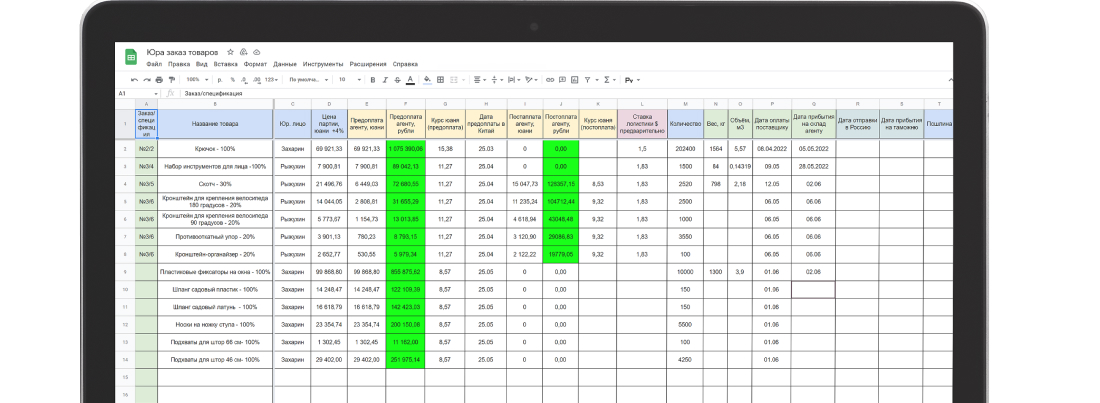 Юра заказ товаров
Файл Правка Вид Вставка Формат Данные Инструменты Расширения Справка
100% р. % .0 .00 123 По умолча... 10 B I S A
A1 fx Заказ/спецификация
A B C D E F G H I J K L M N O P Q R S T
1 Заказ/специфікация Название товара Юр. лицо Цена партии, юани +4% Предоплата агенту, юани Предоплата агенту, рубли Курс юаня (предоплата) Дата предоплаты в Китай Постаплата агенту, юани Постоплата агенту, рубли Курс юаня (постоплата) Ставка логистики $ предварительно Количество Вес, кг Объём, м3 Дата оплаты поставщику Дата прибытия на склад агенту Дата отправки в Россию Дата прибытия на таможню Пошлина
2 №2/2 Крючок - 100% Захарин 69 921,33 69 921,33 1 075 390,06 15,38 25.03 0 0,00 1,5 202400 1564 5,57 08.04.2022 05.05.2022
3 №3/4 Набор инструментов для лица -100% Рыжухин 7 900,81 7 900,81 89 042,13 11,27 25.04 0 0,00 1,83 1500 84 0,14319 09.05 28.05.2022
4 №3/5 Скотч - 30% Рыжухин 21 496,76 6 449,03 72 680,55 11,27 25.04 15 047,73 128357,15 8,53 1,83 2520 798 2,16 12.05 02.06
5 №3/6 Кронштейн для крепления велосипеда 180 градусов - 20% Рыжухин 14 044,05 2 808,81 31 655,29 11,27 25.04 11 235,24 104712,44 9,32 1,83 2500 06.05 06.06
6 №3/6 Кронштейн для крепления велосипеда 90 градусов - 20% Рыжухин 5 773,67 1 154,73 13 013,85 11,27 25.04 4 618,94 43048,48 9,32 1,83 1000 06.05 06.06
7 №3/6 Противооткатный упор - 20% Рыжухин 3 901,13 780,23 8 793,15 11,27 25.04 3 120,90 29086,83 9,32 1,83 3550 06.05 06.06
8 №3/6 Кронштейн-органайзер - 20% Рыжухин 2 652,77 530,55 5 979,34 11,27 25.04 2 122,22 19779,05 9,32 1,83 100 06.05 06.06
9 Пластиковые фиксаторы на окна - 100% Захарин 99 868,80 99 868,80 855 875,62 8,57 25.05 0 0,00 10000 1300 3,9 01.06 02.06
10 Шланг садовый пластик - 100% Захарин 14 248,47 14 248,47 122 109,39 8,57 25.05 0 0,00 150 01.06
11 Шланг садовый латунь - 100% Захарин 16 618,79 16 618,79 142 423,03 8,57 25.05 0 0,00 150 01.06
12 Носки на ножку стула - 100% Захарин 23 354,74 23 354,74 200 150,08 8,57 25.05 0 0,00 5500 01.06
13 Подхваты для штор 66 см- 100% Захарин 1 302,45 1 302,45 11 162,00 8,57 25.05 0 0,00 100 01.06
14 Подхваты для штор 46 см- 100% Захарин 29 402,00 29 402,00 251 975,14 8,57 25.05 0 0,00 4250 01.06
15
16